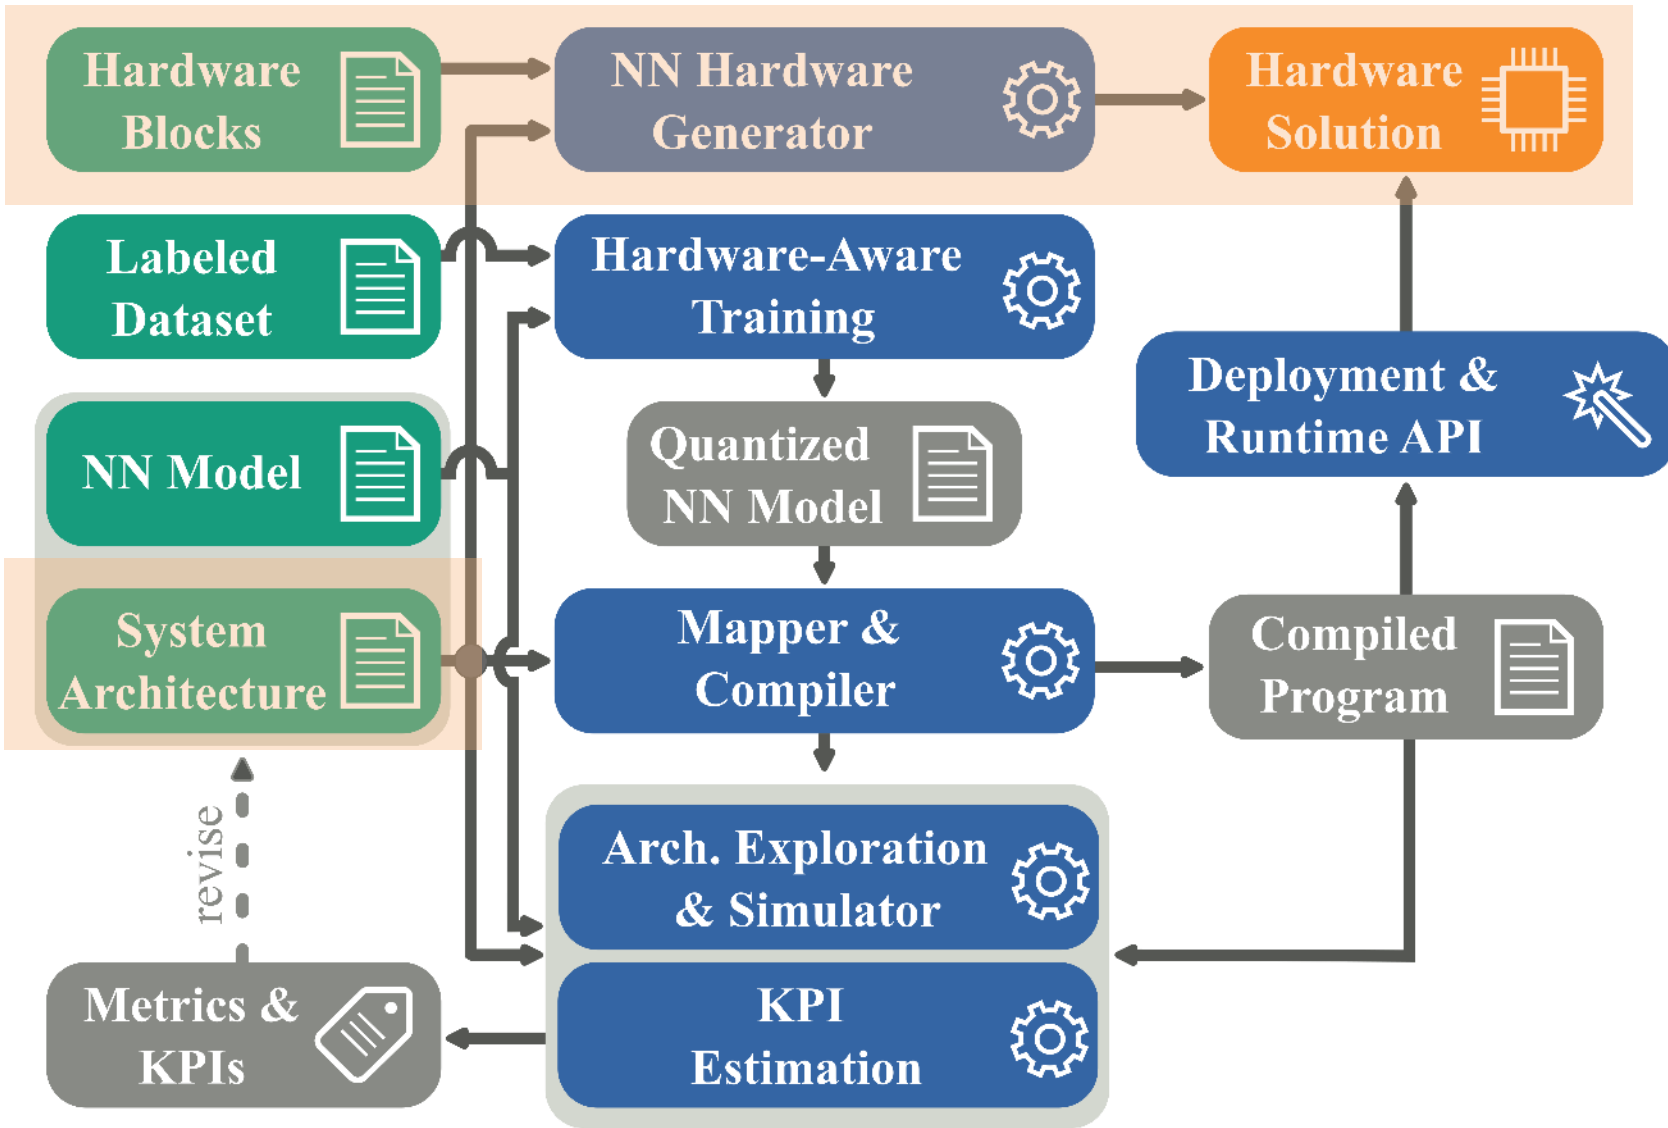 Hardware
Blocks
NN Hardware
Generator
Hardware
Solution
Labeled
Dataset
Hardware-Aware
Training
Deployment &
Runtime API
NN Model
Quantized
NN Model
System
Architecture
Mapper &
Compiler
Compiled
Program
revise
Arch. Exploration
& Simulator
Metrics &
KPIs
KPI
Estimation